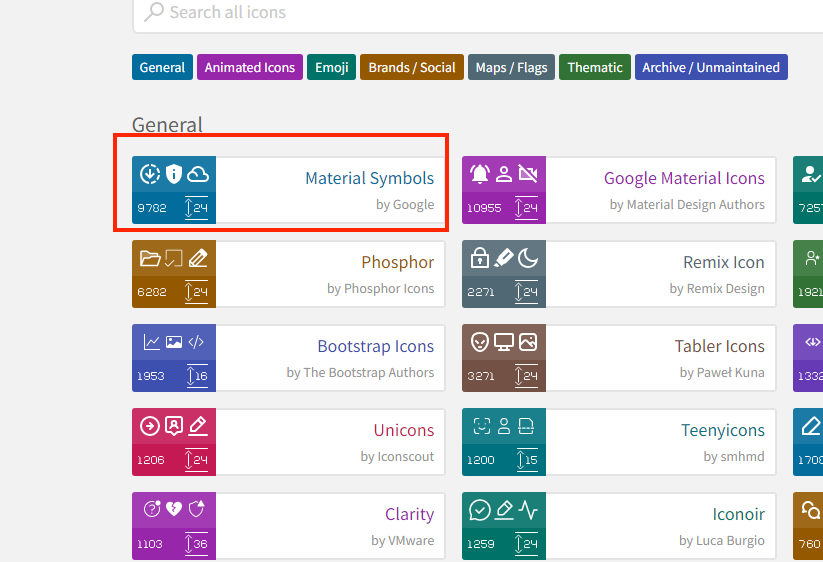 Search all icons
General Animated Icons Emoji Brands / Social Maps / Flags Thematic Archive / Unmaintained
General
Material Symbols
by Google
9782 24
Google Material Icons
by Material Design Authors
10955 24
Phosphor
by Phosphor Icons
6282 24
Remix Icon
by Remix Design
2271 24
1921
Bootstrap Icons
by The Bootstrap Authors
1953 16
Tabler Icons
by Paweł Kuna
3271 24
Unicons
by Iconscout
1206 24
Teenyicons
by smhmd
1200 15
Clarity
by VMware
1103 36
Iconoir
by Luca Burgio
1259 24
760